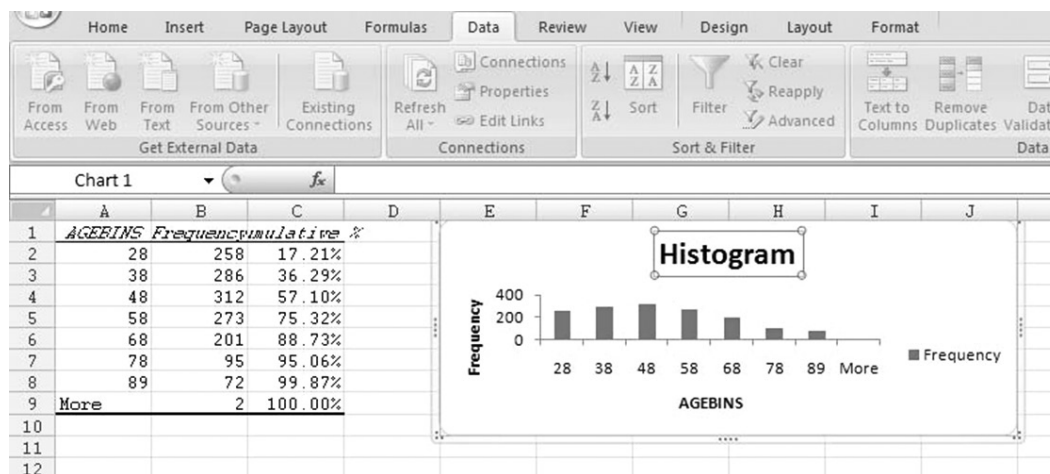 Home Insert Page Layout Formulas Data Review View Design Layout Format
From Access
From Web
From Text
From Other Sources
Existing Connections
Get External Data
Refresh All
Connections
Properties
Edit Links
Connections
Sort
Filter
Clear
Reapply
Advanced
Sort & Filter
Text to Columns
Remove Duplicates
Dat
Validat
Data
Chart 1 fx
A B C D E F G H I J
1 AGEBINS Frequency umulative %
2 28 258 17.21%
3 38 286 36.29%
4 48 312 57.10%
5 58 273 75.32%
6 68 201 88.73%
7 78 95 95.06%
8 89 72 99.87%
9 More 2 100.00%
10
11
12
Histogram
Frequency
400
200
0
28 38 48 58 68 78 89 More
AGEBINS
Frequency